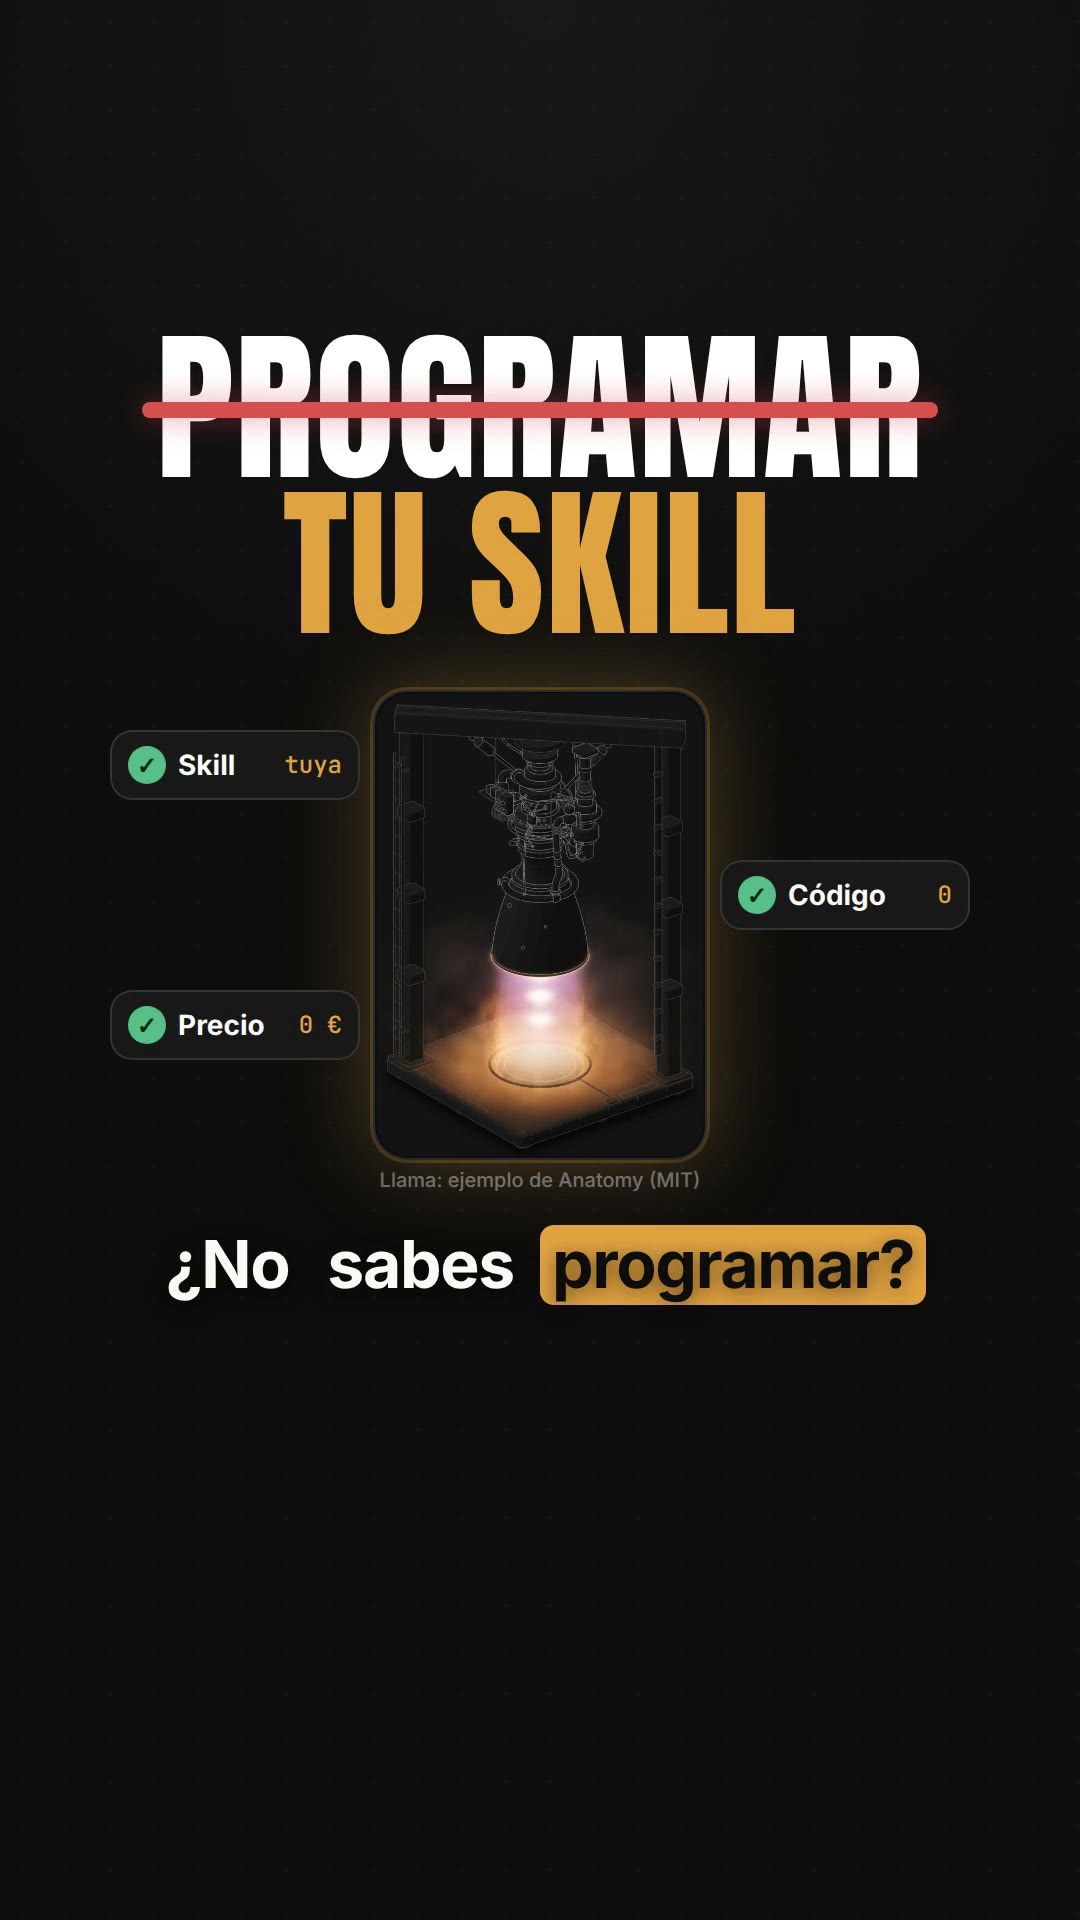 PROGRAMAR
TU SKILL
✓ Skill tuya
✓ Código 0
✓ Precio 0 €
Llama: ejemplo de Anatomy (MIT)
¿No sabes programar?